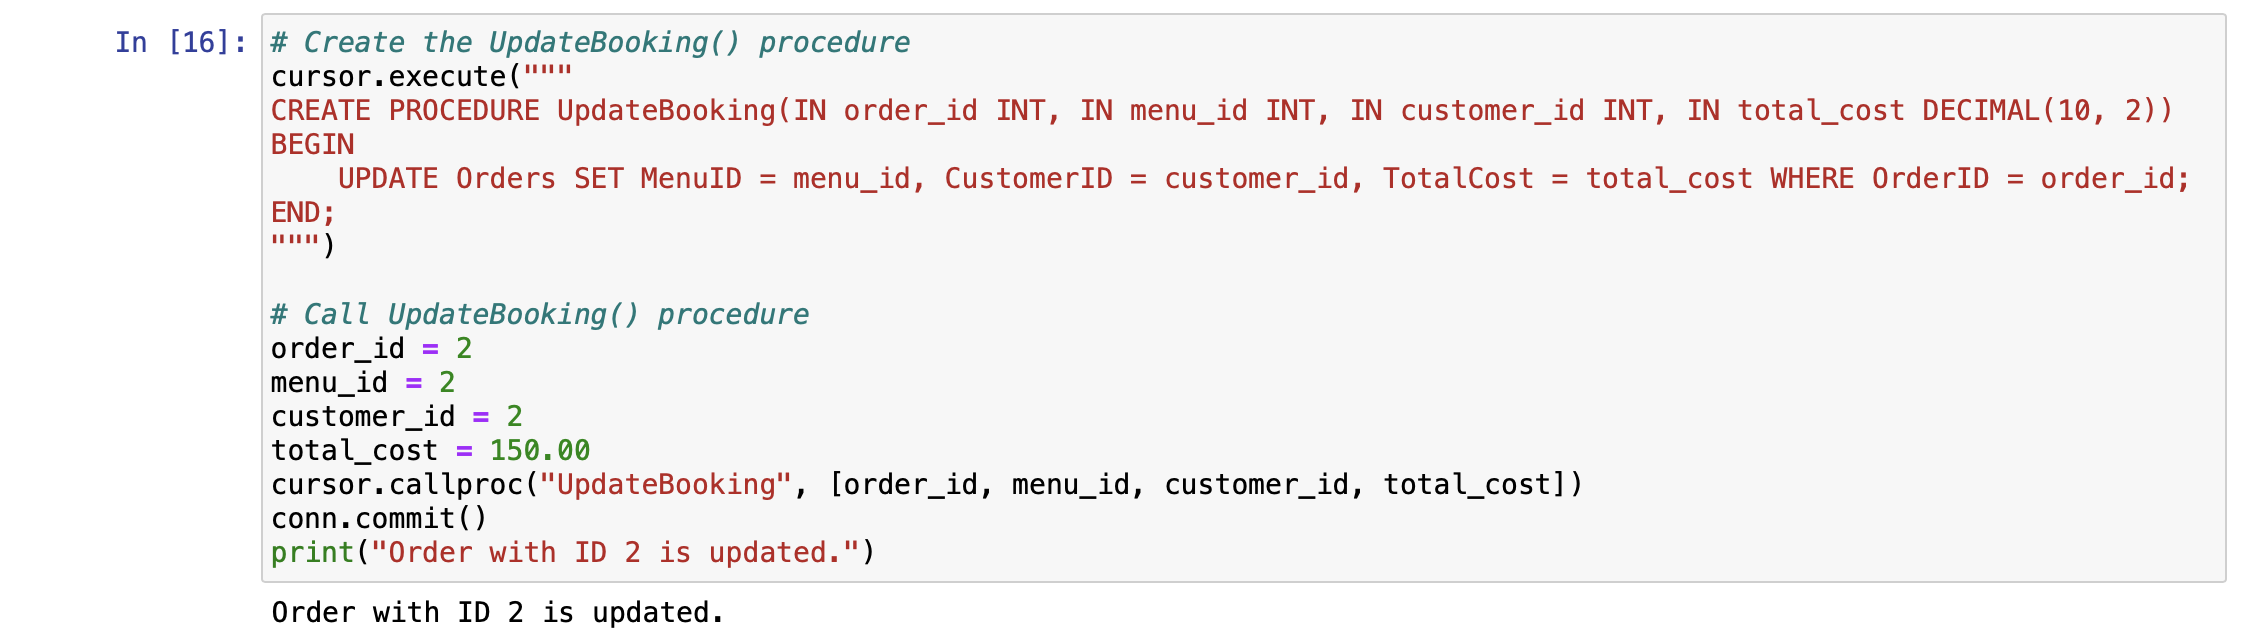 In [16]: # Create the UpdateBooking() procedure
cursor.execute("""
CREATE PROCEDURE UpdateBooking(IN order_id INT, IN menu_id INT, IN customer_id INT, IN total_cost DECIMAL(10, 2))
BEGIN
    UPDATE Orders SET MenuID = menu_id, CustomerID = customer_id, TotalCost = total_cost WHERE OrderID = order_id;
END;
""")

# Call UpdateBooking() procedure
order_id = 2
menu_id = 2
customer_id = 2
total_cost = 150.00
cursor.callproc("UpdateBooking", [order_id, menu_id, customer_id, total_cost])
conn.commit()
print("Order with ID 2 is updated.")
Order with ID 2 is updated.